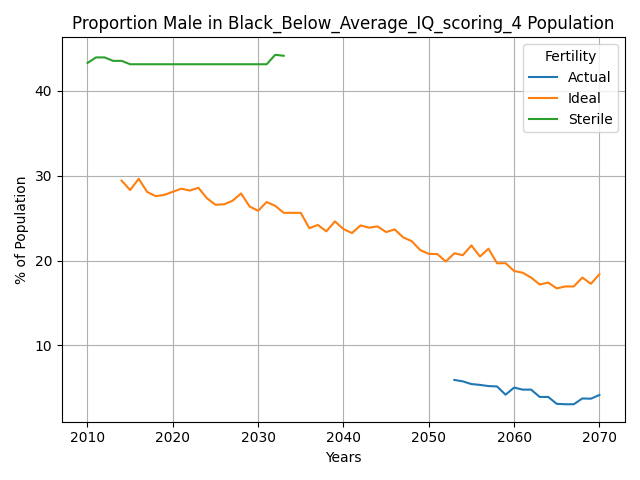 Proportion Male in Black_Below_Average_IQ_scoring_4 Population
% of Population
40
30
20
10
Fertility
Actual
Ideal
Sterile
2010 2020 2030 2040 2050 2060 2070
Years